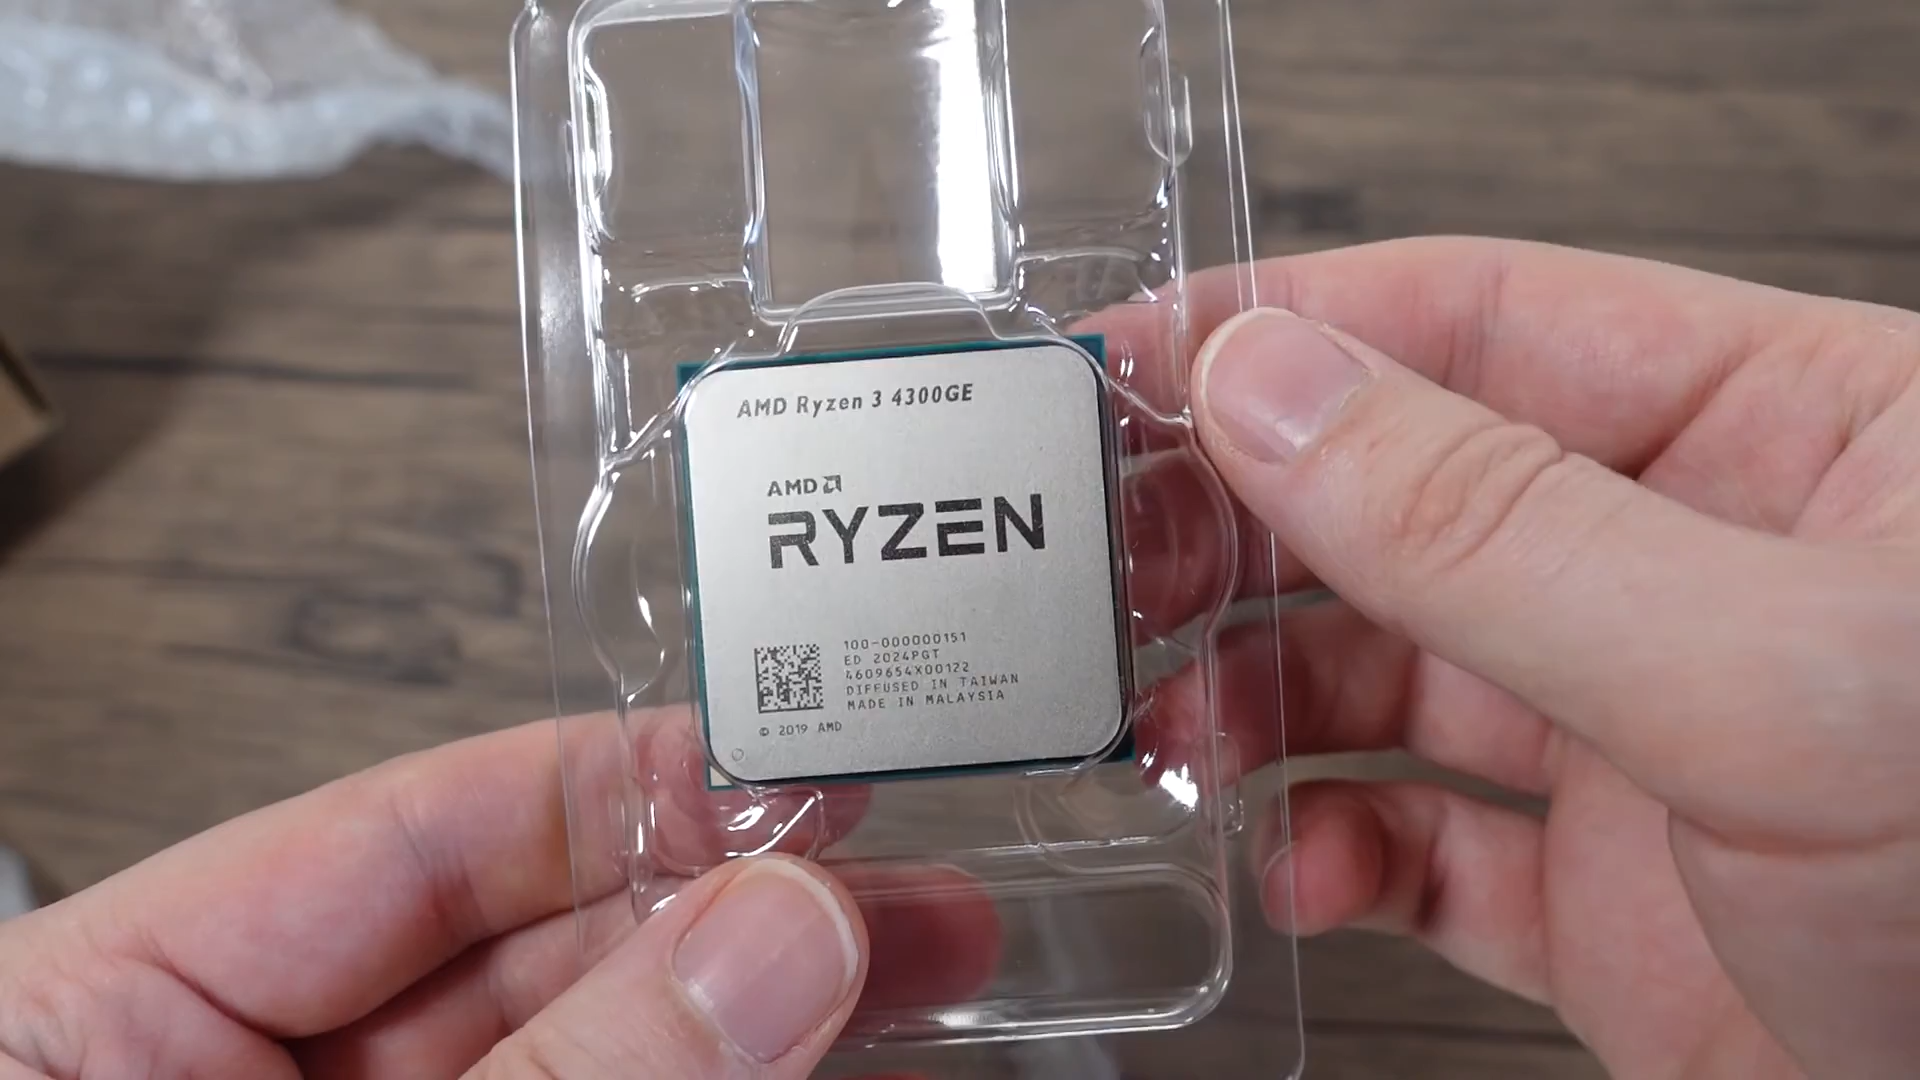 AMD Ryzen 3 4300GE
AMD
RYZEN
100-000000151
ED 2024PGT
4609654X00122
DIFFUSED IN TAIWAN
MADE IN MALAYSIA
© 2019 AMD